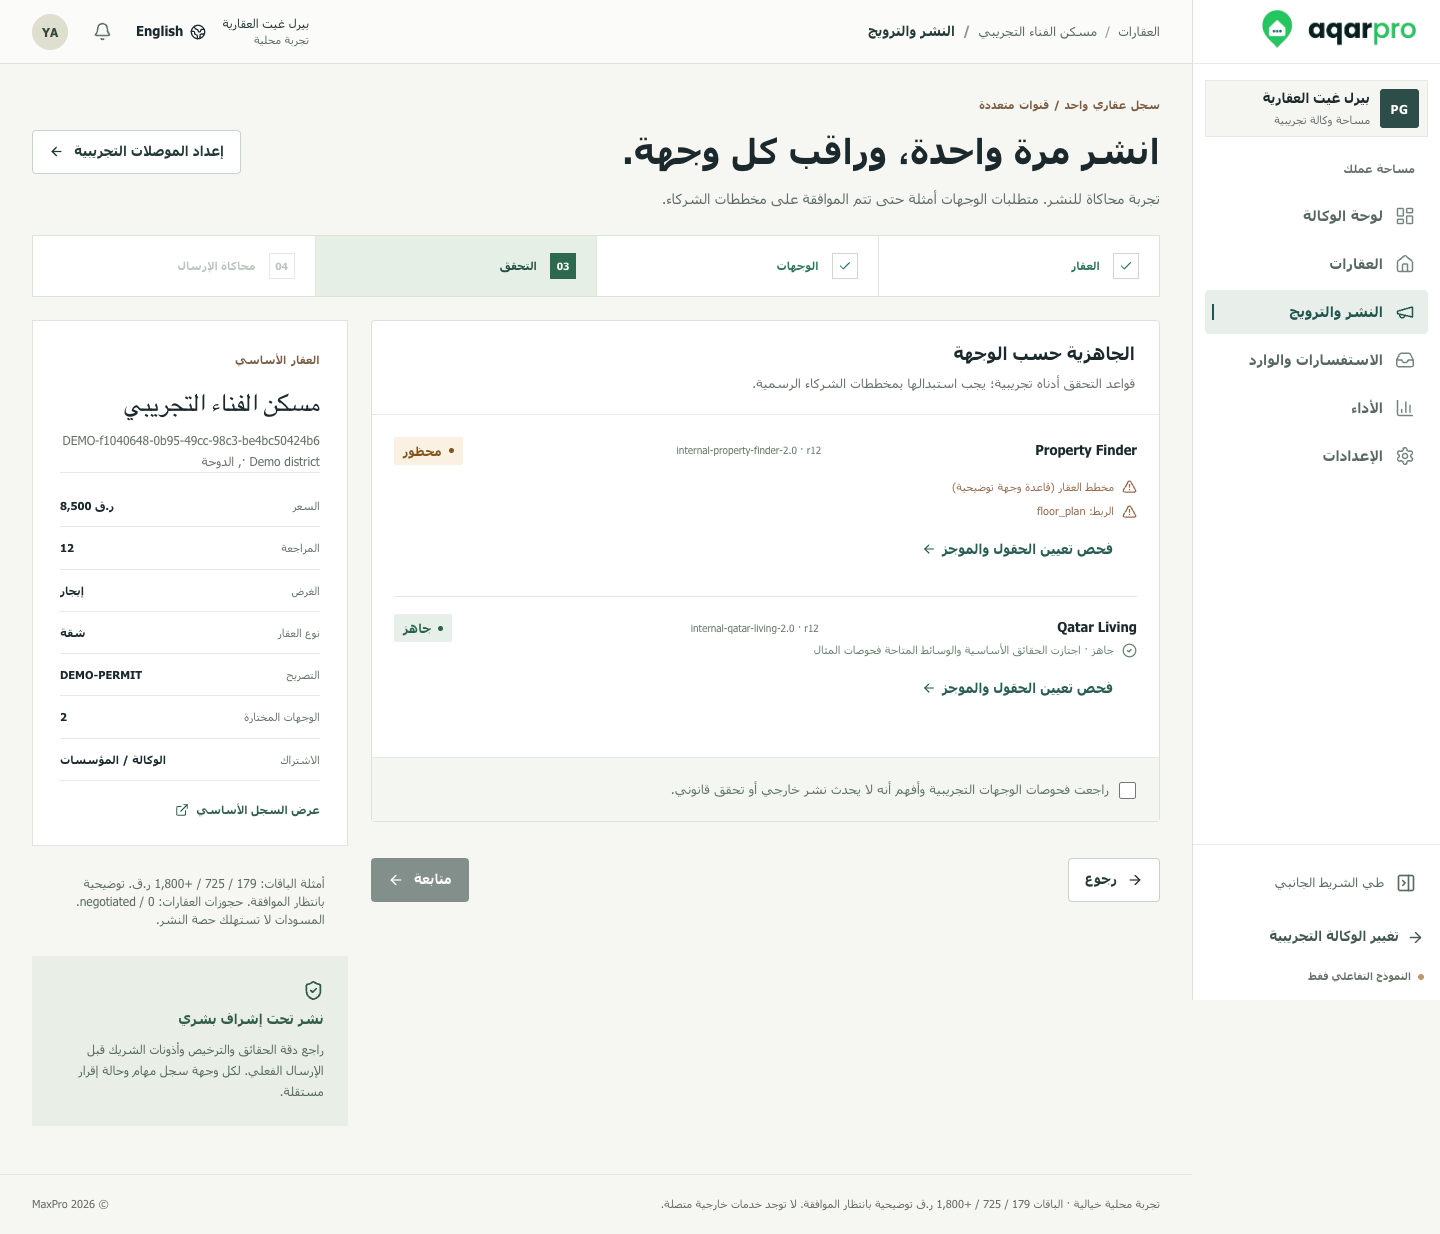 aqarpro
PG
بيرل غيت العقارية
مساحة وكالة تجريبية
مساحة عملك
لوحة الوكالة
العقارات
النشر والترويج
الاستفسارات والوارد
الأداء
الإعدادات
طي الشريط الجانبي
تغيير الوكالة التجريبية
النموذج التفاعلي فقط
العقارات / مسكن الفناء التجريبي / النشر والترويج
بيرل غيت العقارية
تجربة محلية
English
YA
سجل عقاري واحد / قنوات متعددة
انشر مرة واحدة، وراقب كل وجهة.
تجربة محاكاة للنشر. متطلبات الوجهات أمثلة حتى تتم الموافقة على مخططات الشركاء.
إعداد الموصلات التجريبية
العقار
الوجهات
03 التحقق
04 محاكاة الإرسال
الجاهزية حسب الوجهة
قواعد التحقق أدناه تجريبية؛ يجب استبدالها بمخططات الشركاء الرسمية.
Property Finder
internal-property-finder-2.0 · r12
محظور
مخطط العقار (قاعدة وجهة توضيحية)
الربط: floor_plan
فحص تعيين الحقول والموجز
Qatar Living
internal-qatar-living-2.0 · r12
جاهز
جاهز · اجتازت الحقائق الأساسية والوسائط المتاحة فحوصات المثال
فحص تعيين الحقول والموجز
راجعت فحوصات الوجهات التجريبية وأفهم أنه لا يحدث نشر خارجي أو تحقق قانوني.
رجوع
متابعة
العقار الأساسي
مسكن الفناء التجريبي
DEMO-f1040648-0b95-49cc-98c3-be4bc50424b6
Demo district ·, الدوحة
السعر ر.ق 8,500
المراجعة 12
الغرض إيجار
نوع العقار شقة
التصريح DEMO-PERMIT
الوجهات المختارة 2
الاشتراك الوكالة / المؤسسات
عرض السجل الأساسي
أمثلة الباقات: 179 / 725 / +1,800 ر.ق. توضيحية
بانتظار الموافقة. حجوزات العقارات: 0 / negotiated.
المسودات لا تستهلك حصة النشر.
نشر تحت إشراف بشري
راجع دقة الحقائق والترخيص وأذونات الشريك قبل
الإرسال الفعلي. لكل وجهة سجل مهام وحالة إقرار
مستقلة.
تجربة محلية خيالية · الباقات 179 / 725 / +1,800 ر.ق توضيحية بانتظار الموافقة. لا توجد خدمات خارجية متصلة.
© 2026 MaxPro